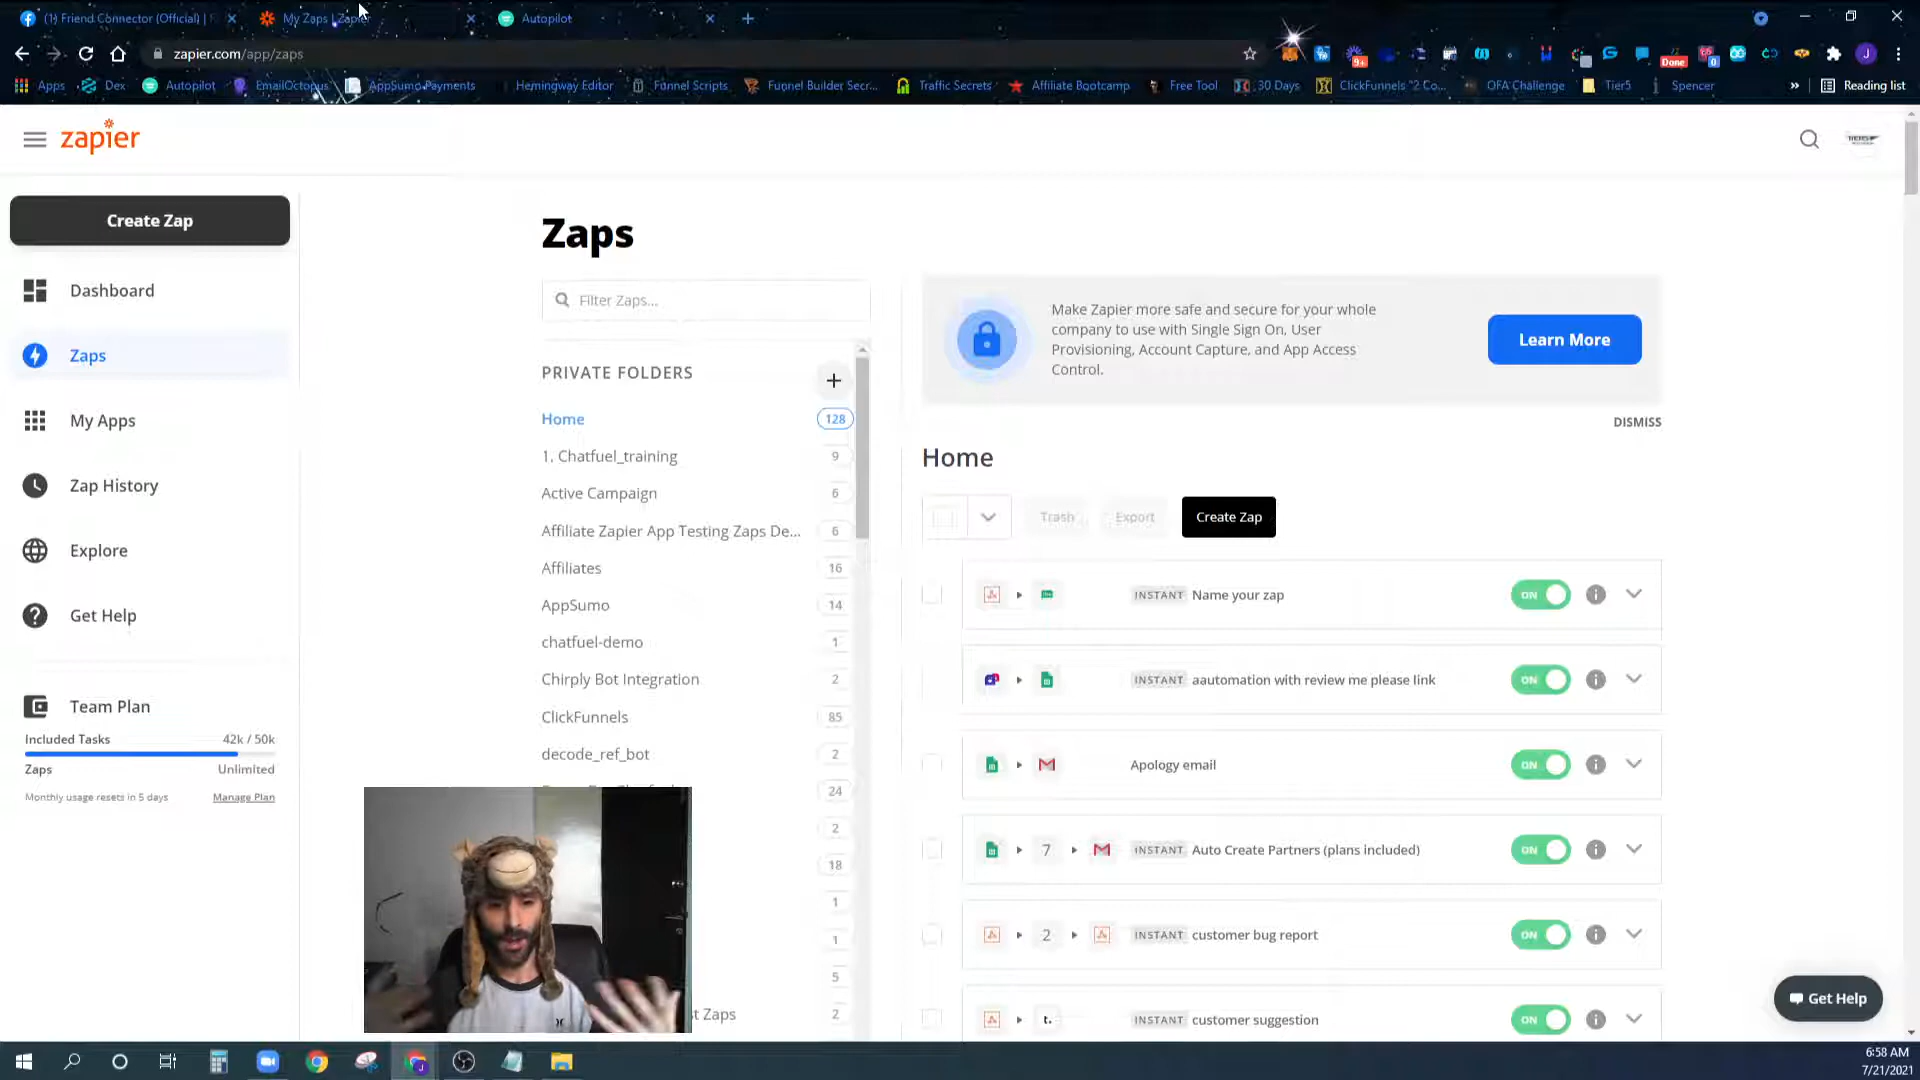 (1) Friend Connector (Official) |
My Zaps | Zapier
Autopilot
zapier.com/app/zaps
9+
Done
0
J
Apps
Dex
Autopilot
EmailOctopus
AppSumo Payments
Hemingway Editor
Funnel Scripts
Funnel Builder Secr...
Traffic Secrets
Affiliate Bootcamp
Free Tool
30 Days
ClickFunnels "2 Co...
OFA Challenge
Tier5
Spencer
»
Reading list
zapier
Create Zap
Dashboard
Zaps
My Apps
Zap History
Explore
Get Help
Team Plan
Included Tasks 42k / 50k
Zaps Unlimited
Monthly usage resets in 5 days Manage Plan
Zaps
Filter Zaps...
PRIVATE FOLDERS
Home 128
1. Chatfuel_training 9
Active Campaign 6
Affiliate Zapier App Testing Zaps De... 6
Affiliates 16
AppSumo 14
chatfuel-demo 1
Chirply Bot Integration 2
ClickFunnels 85
decode_ref_bot 2
24
2
18
1
1
5
st Zaps 2
Make Zapier more safe and secure for your whole
company to use with Single Sign On, User
Provisioning, Account Capture, and App Access
Control.
Learn More
DISMISS
Home
Trash
Export
Create Zap
INSTANT Name your zap ON
INSTANT aautomation with review me please link ON
Apology email ON
7 INSTANT Auto Create Partners (plans included) ON
2 INSTANT customer bug report ON
t. INSTANT customer suggestion ON
Get Help
6:58 AM
7/21/2021